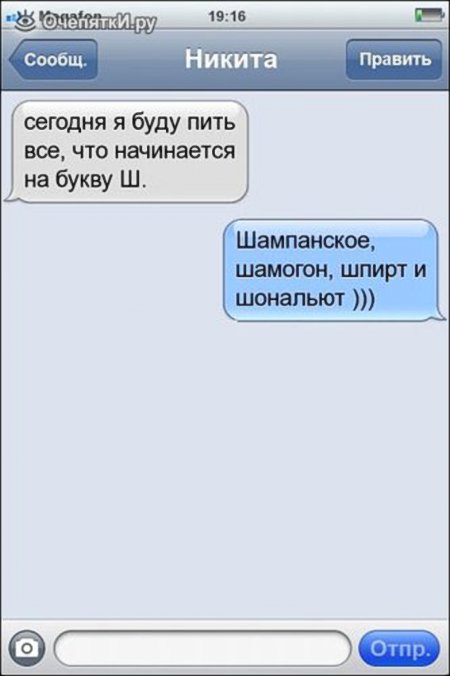 ОчепяткИ.ру
19:16
Сообщ.
Никита
Править
сегодня я буду пить
все, что начинается
на букву Ш.
Шампанское,
шамогон, шпирт и
шональют )))
Отпр.